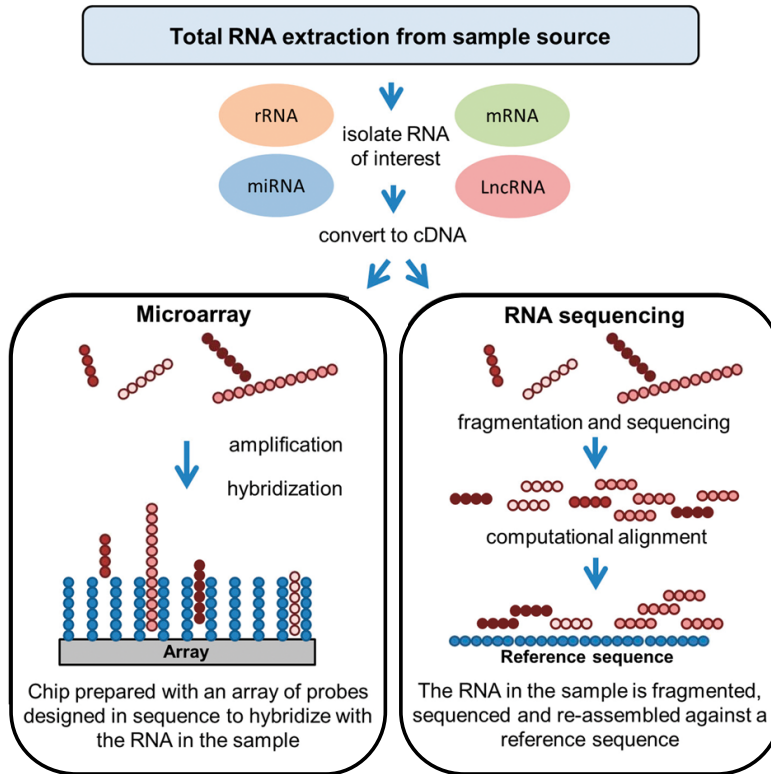 Total RNA extraction from sample source
rRNA
mRNA
isolate RNA
of interest
miRNA
LncRNA
convert to cDNA
Microarray
amplification
hybridization
Array
Chip prepared with an array of probes
designed in sequence to hybridize with
the RNA in the sample
RNA sequencing
fragmentation and sequencing
computational alignment
Reference sequence
The RNA in the sample is fragmented,
sequenced and re-assembled against a
reference sequence